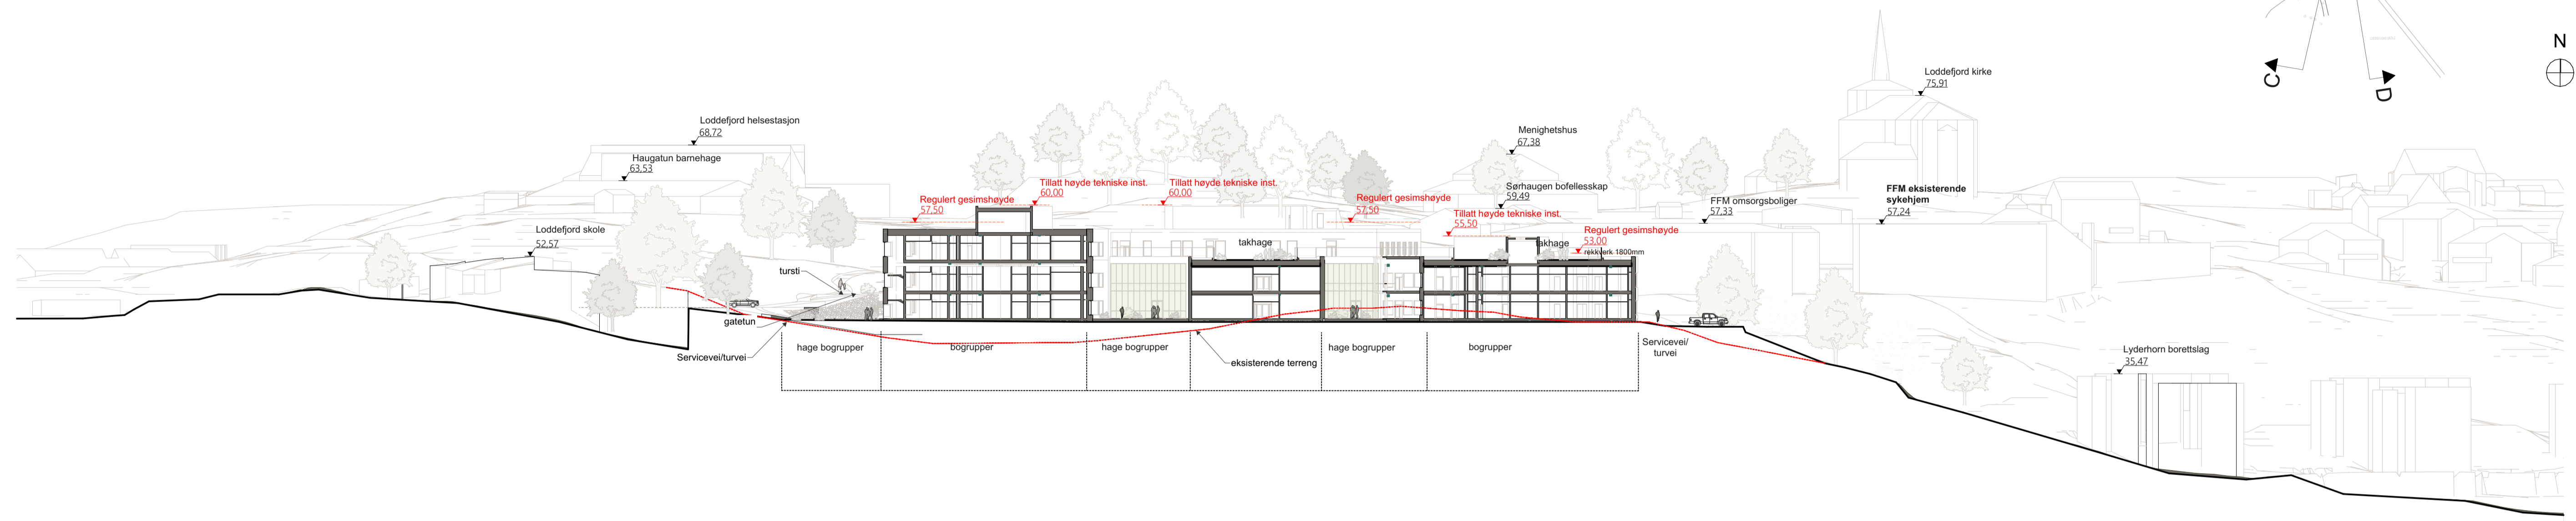 N
C
D
Loddefjord kirke
75,91
Loddefjord helsestasjon
68,72
Menighetshus
67,38
Haugatun barnehage
63,53
Tillatt høyde tekniske inst.
60,00
Tillatt høyde tekniske inst.
60,00
Regulert gesimshøyde
57,50
Regulert gesimshøyde
57,50
Sørhaugen bofellesskap
59,49
FFM omsorgsboliger
57,33
FFM eksisterende
sykehjem
57,24
Tillatt høyde tekniske inst.
55,50
Loddefjord skole
52,57
Regulert gesimshøyde
53,00
rekkverk 1800mm
takhage
takhage
tursti
gatetun
Servicevei/turvei
hage bogrupper
bogrupper
hage bogrupper
eksisterende terreng
hage bogrupper
bogrupper
Servicevei/
turvei
Lyderhorn borettslag
35,47